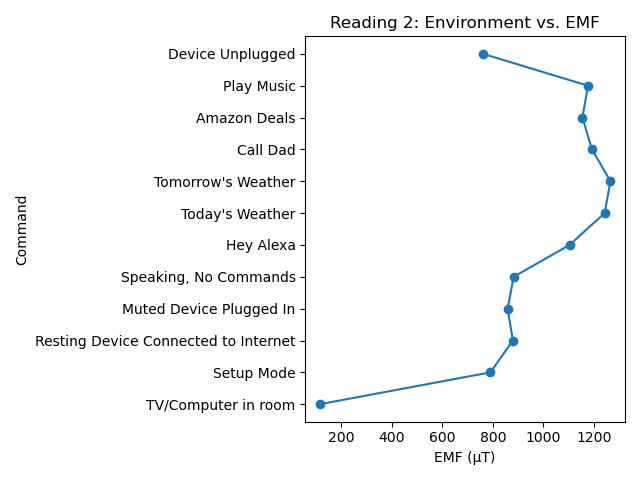 Reading 2: Environment vs. EMF
Device Unplugged
Play Music
Amazon Deals
Call Dad
Tomorrow's Weather
Today's Weather
Hey Alexa
Speaking, No Commands
Muted Device Plugged In
Resting Device Connected to Internet
Setup Mode
TV/Computer in room
Command
200 400 600 800 1000 1200
EMF (µT)